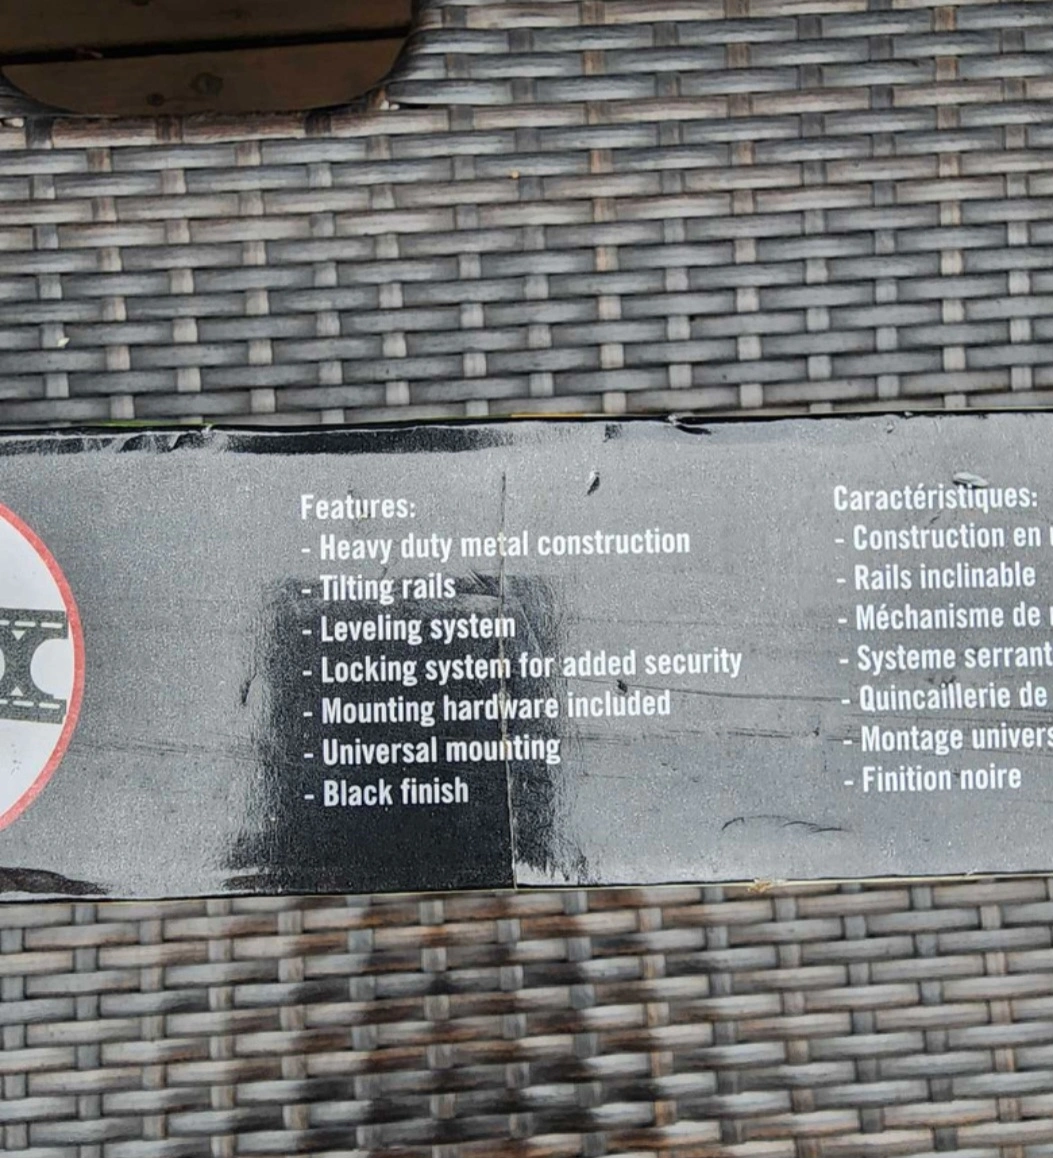 Features:
- Heavy duty metal construction
- Tilting rails
- Leveling system
- Locking system for added security
- Mounting hardware included
- Universal mounting
- Black finish
Caractéristiques:
- Construction en
- Rails inclinable
- Méchanisme de
- Systeme serrant
- Quincaillerie de
- Montage univers
- Finition noire